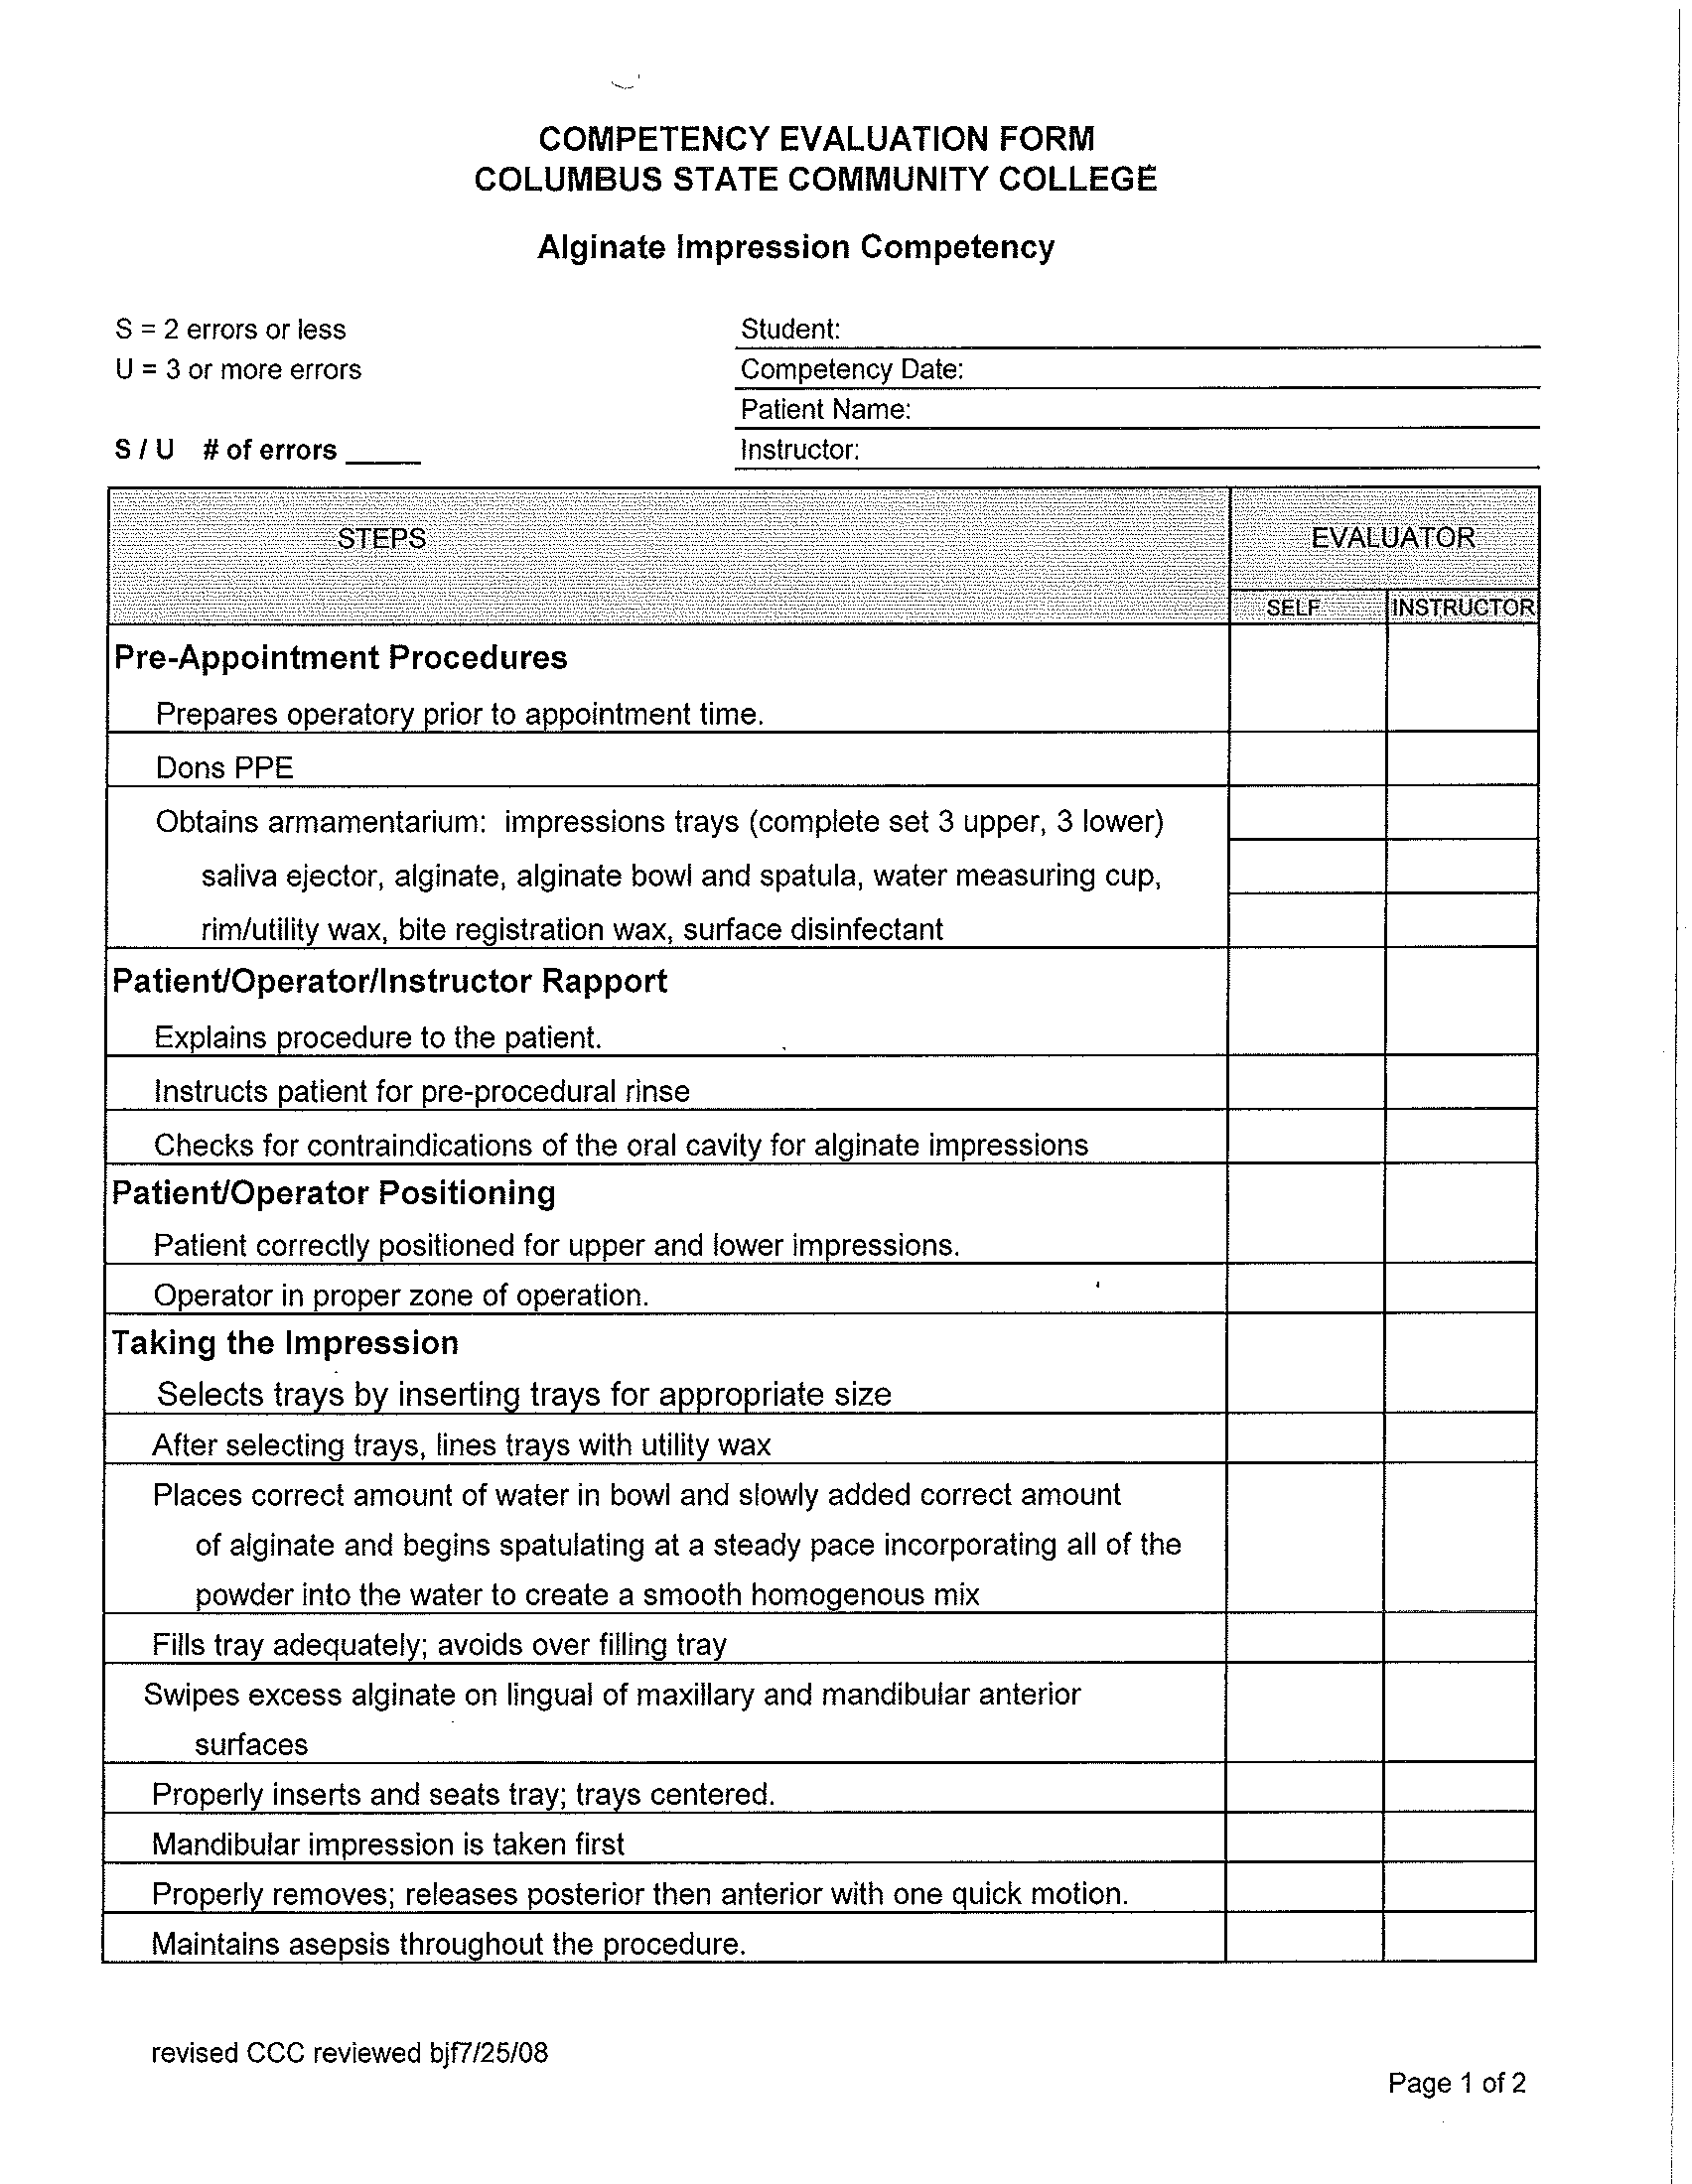 COMPETENCY EVALUATION FORM
COLUMBUS STATE COMMUNITY COLLEGE
Alginate Impression Competency
S = 2 errors or less
U = 3 or more errors
S / U # of errors _____
Student:
Competency Date:
Patient Name:
Instructor:
STEPS
EVALUATOR
SELF
INSTRUCTOR
Pre-Appointment Procedures
Prepares operatory prior to appointment time.
Dons PPE
Obtains armamentarium: impressions trays (complete set 3 upper, 3 lower)
saliva ejector, alginate, alginate bowl and spatula, water measuring cup,
rim/utility wax, bite registration wax, surface disinfectant
Patient/Operator/Instructor Rapport
Explains procedure to the patient.
Instructs patient for pre-procedural rinse
Checks for contraindications of the oral cavity for alginate impressions
Patient/Operator Positioning
Patient correctly positioned for upper and lower impressions.
Operator in proper zone of operation.
Taking the Impression
Selects trays by inserting trays for appropriate size
After selecting trays, lines trays with utility wax
Places correct amount of water in bowl and slowly added correct amount
of alginate and begins spatulating at a steady pace incorporating all of the
powder into the water to create a smooth homogenous mix
Fills tray adequately; avoids over filling tray
Swipes excess alginate on lingual of maxillary and mandibular anterior
surfaces
Properly inserts and seats tray; trays centered.
Mandibular impression is taken first
Properly removes; releases posterior then anterior with one quick motion.
Maintains asepsis throughout the procedure.
revised CCC reviewed bjf7/25/08
Page 1 of 2